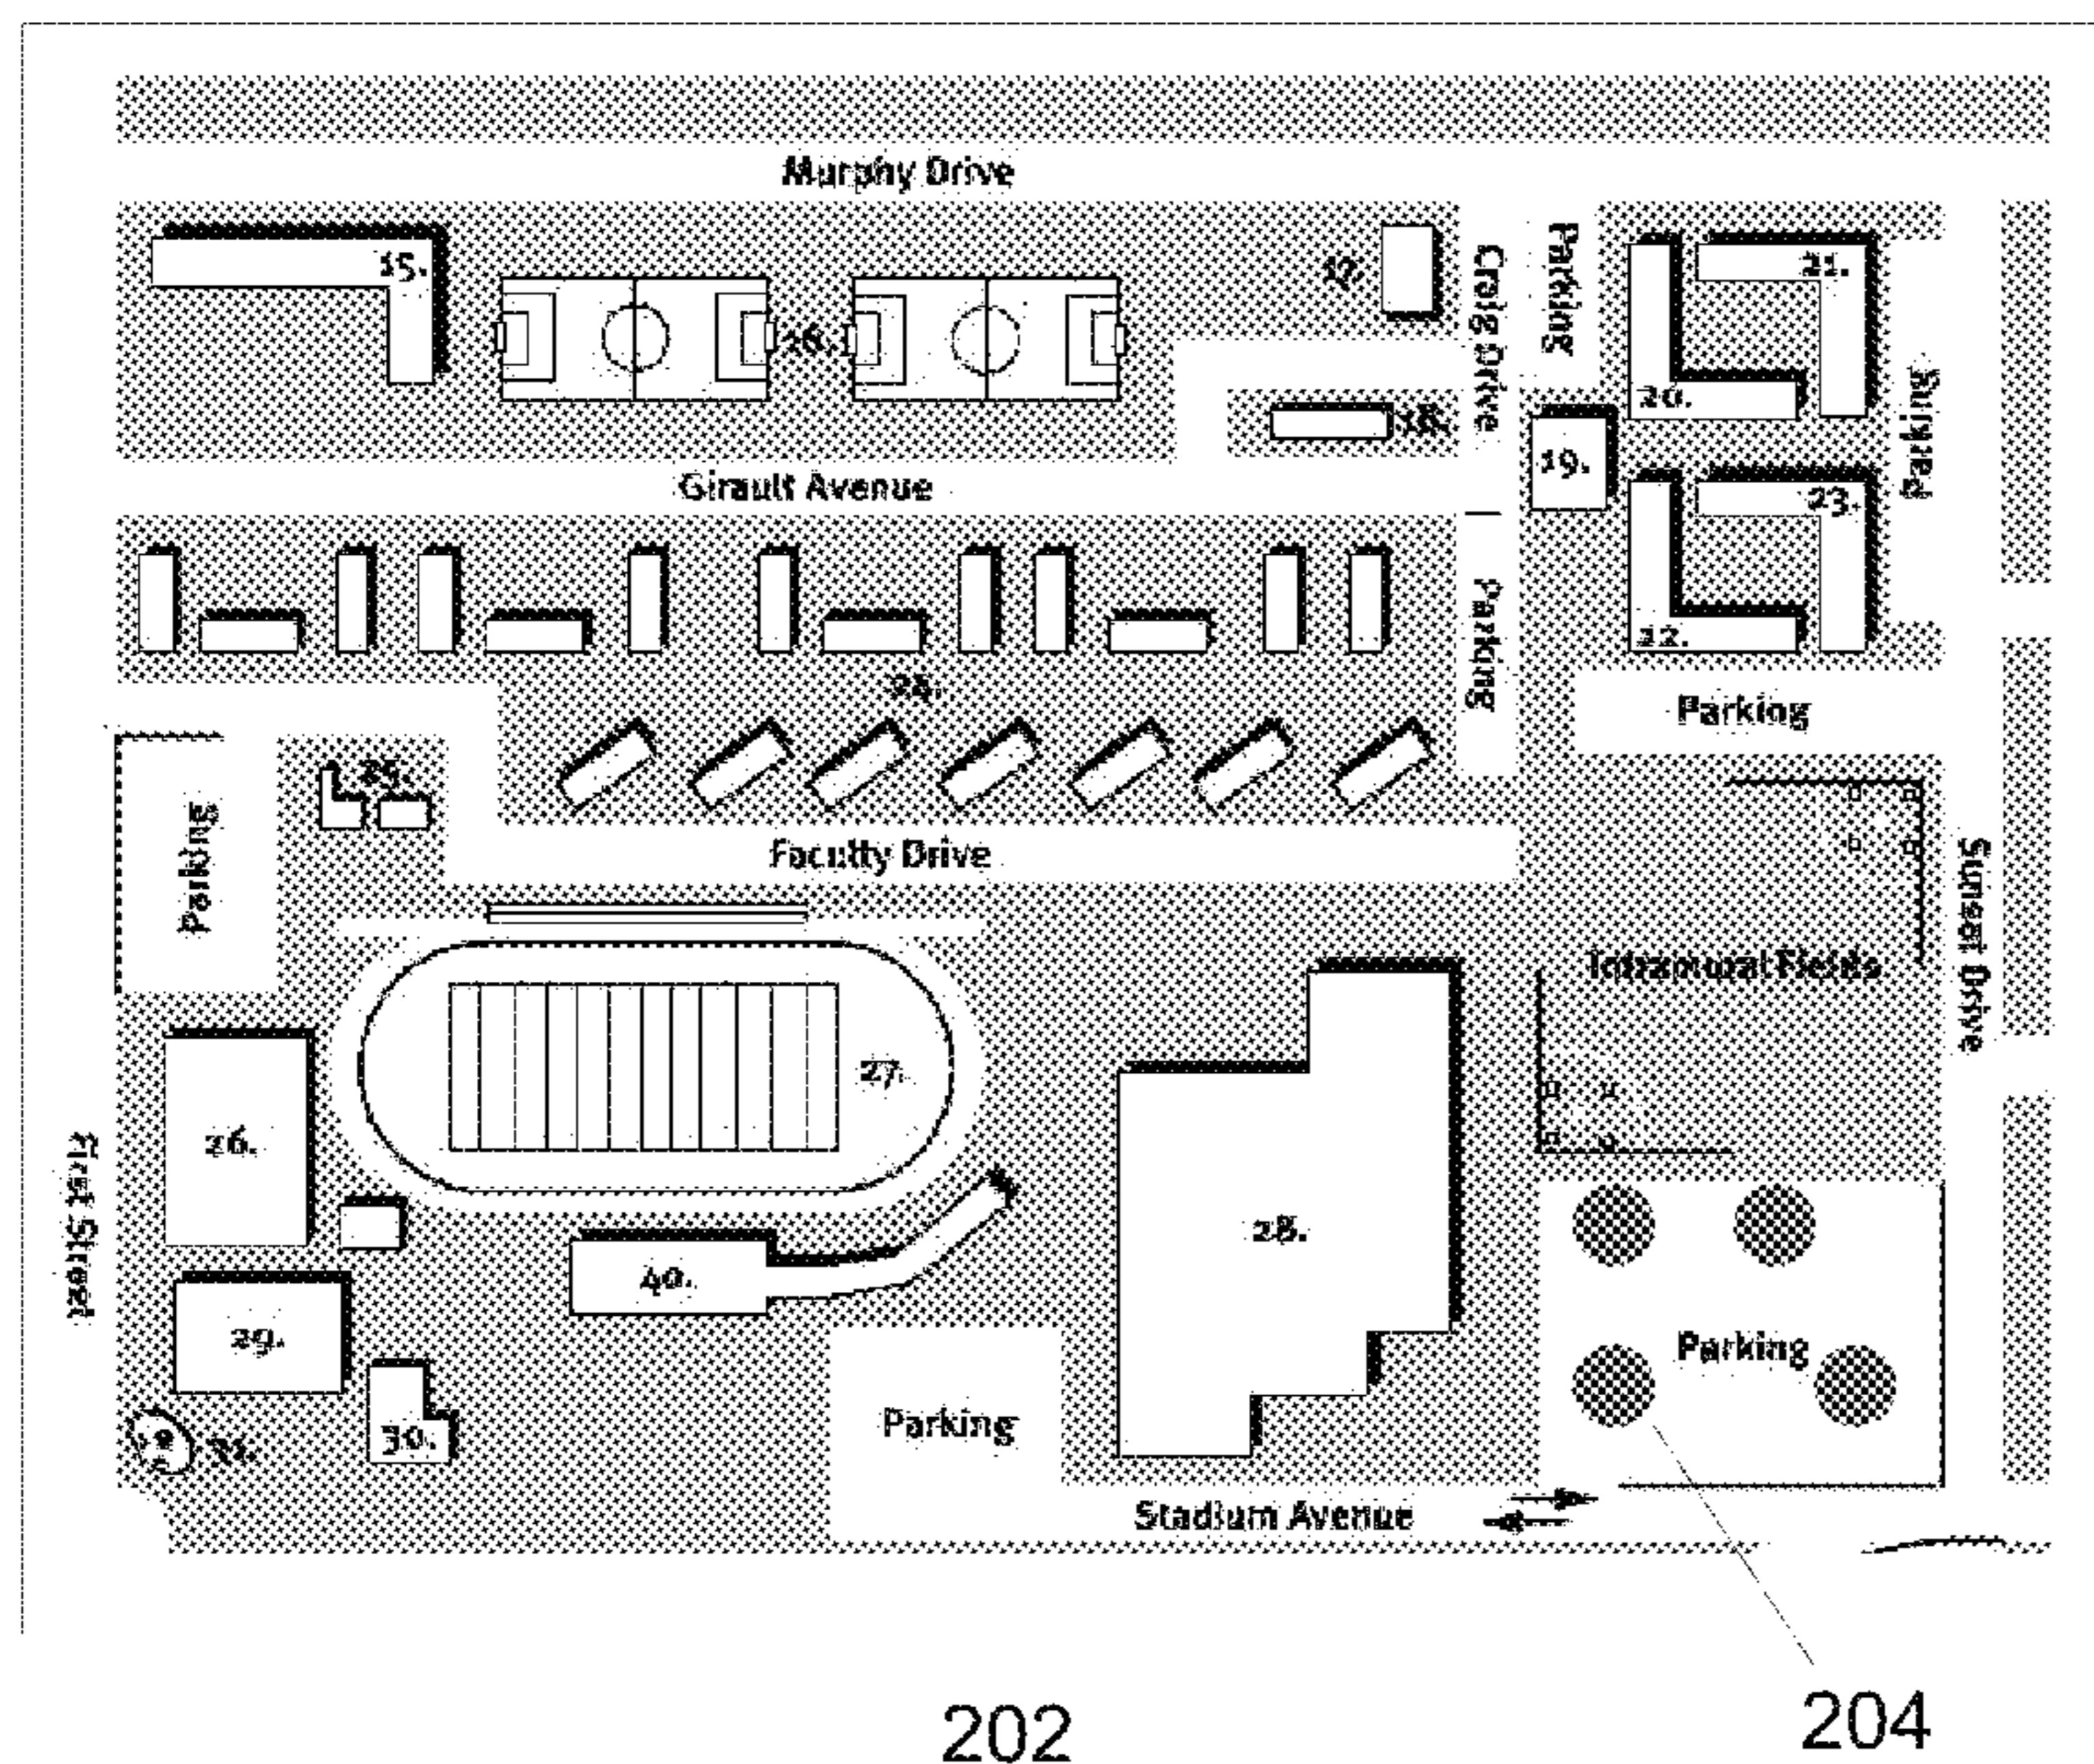 Murphy Drive
15.
16.
17.
Craig Drive
Parking
18.
19.
20.
21.
Parking
Girault Avenue
22.
23.
Parking
24.
Parking
25.
Parking
Faculty Drive
Intramural Fields
Sunset Drive
26.
27.
28.
First Street
29.
40.
30.
31.
Parking
Parking
Stadium Avenue
202
204